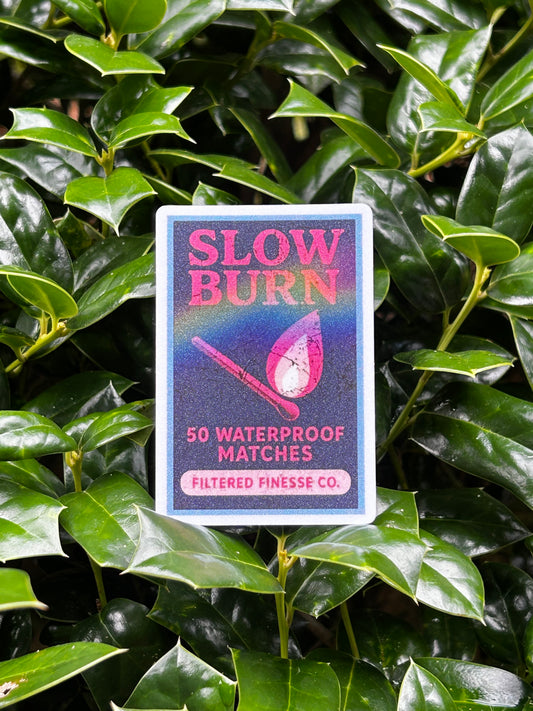 SLOW
BURN
50 WATERPROOF
MATCHES
FILTERED FINESSE CO.